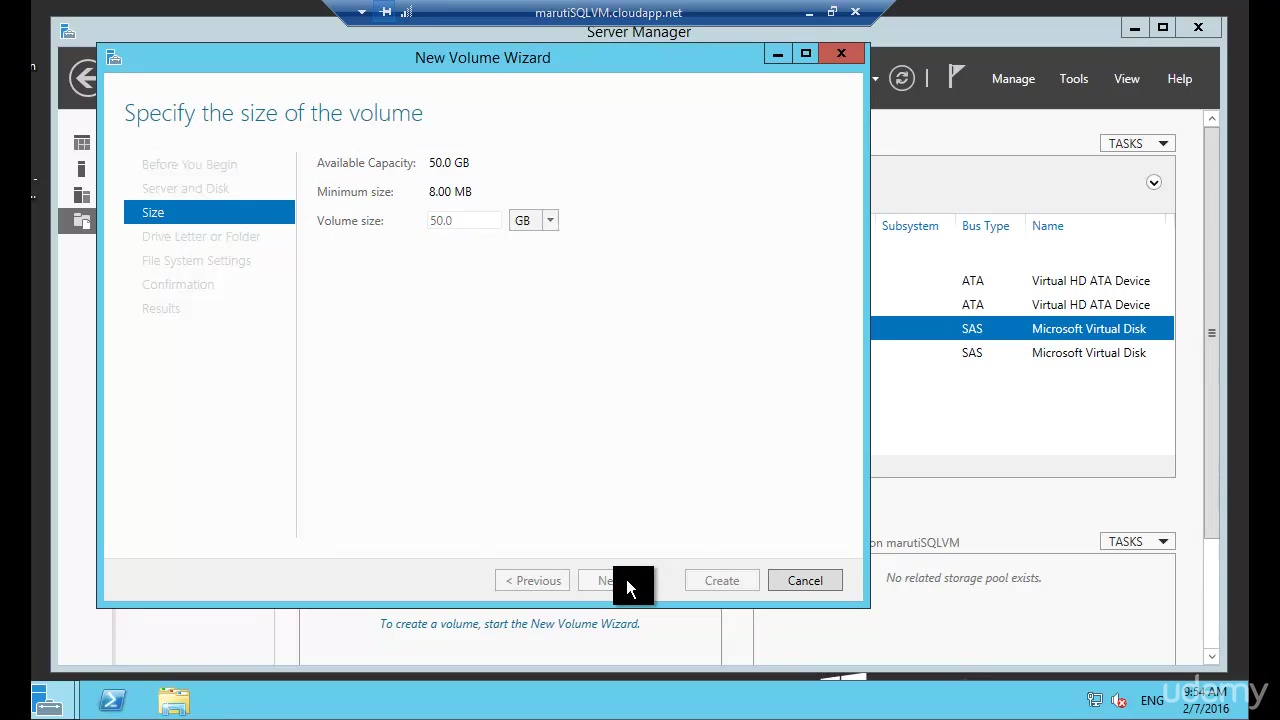 marutiSQLVM.cloudapp.net
Server Manager
New Volume Wizard
Manage Tools View Help
Specify the size of the volume
Before You Begin
Server and Disk
Size
Drive Letter or Folder
File System Settings
Confirmation
Results
Available Capacity: 50.0 GB
Minimum size: 8.00 MB
Volume size: 50.0 GB
< Previous
Create
Cancel
TASKS
Subsystem Bus Type Name
ATA Virtual HD ATA Device
ATA Virtual HD ATA Device
SAS Microsoft Virtual Disk
SAS Microsoft Virtual Disk
on marutiSQLVM
TASKS
No related storage pool exists.
To create a volume, start the New Volume Wizard.
ENG
9:54 AM
2/7/2016
udemy